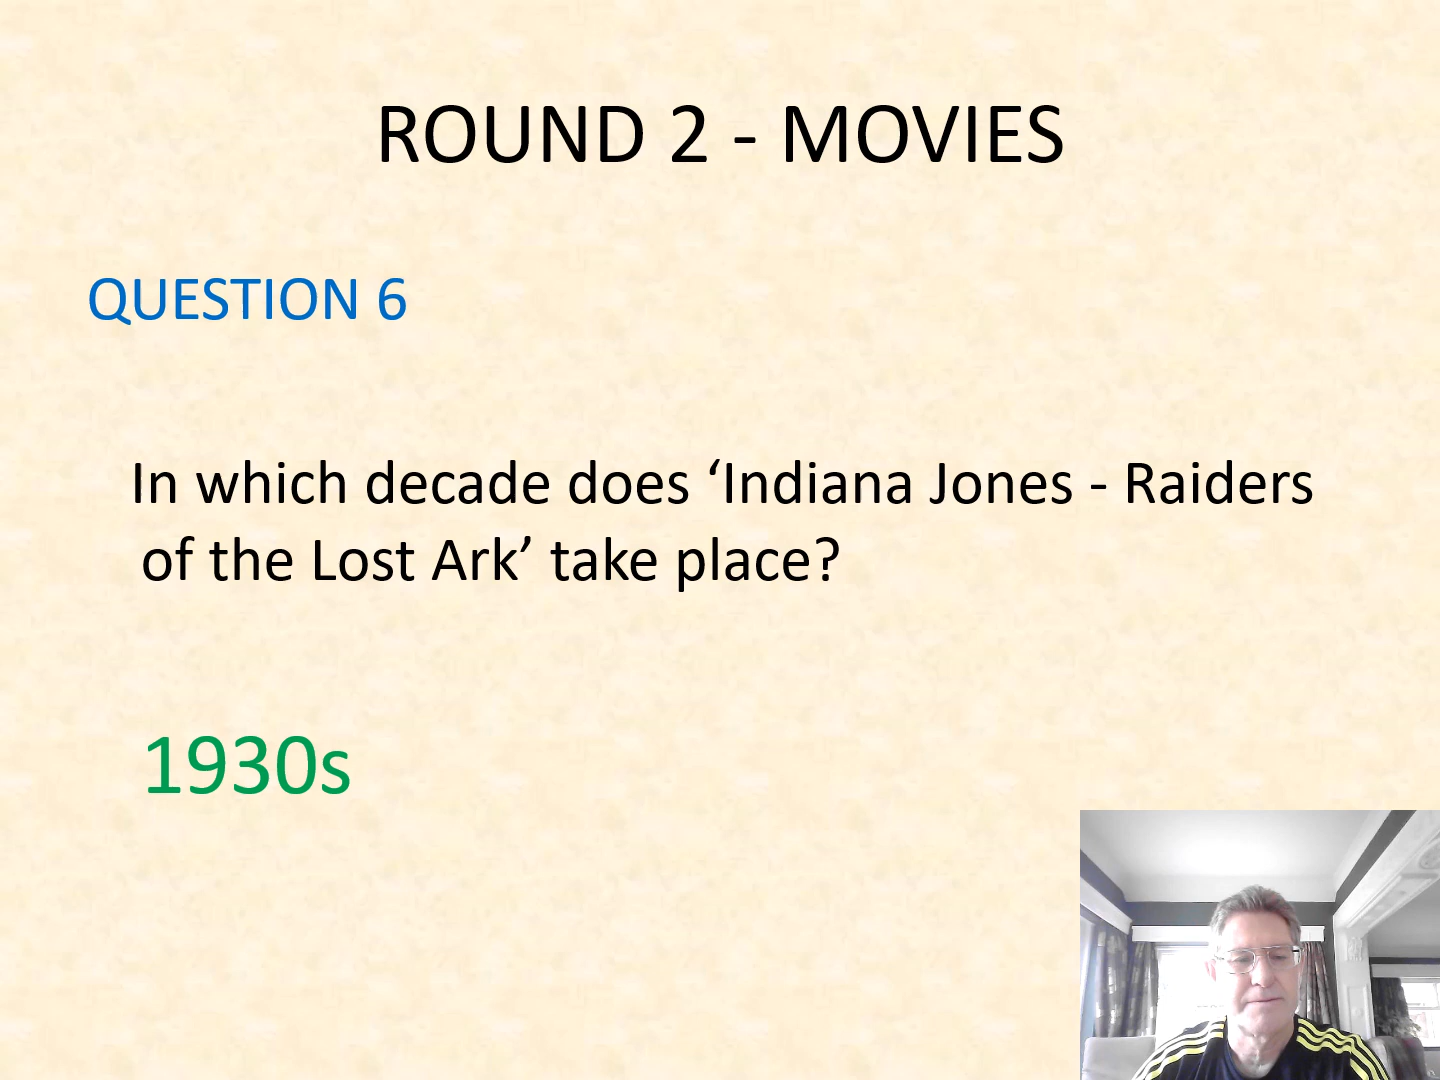 ROUND 2 - MOVIES
QUESTION 6
In which decade does ‘Indiana Jones - Raiders
of the Lost Ark’ take place?
1930s